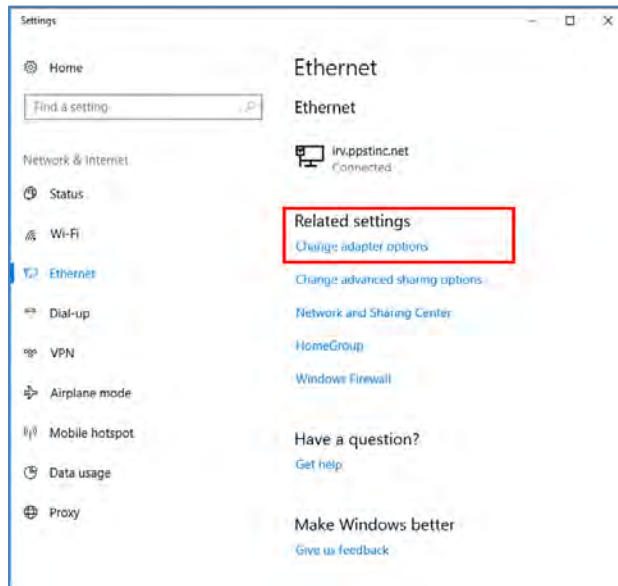 Settings
Home
Find a setting
Network & Internet
Status
Wi-Fi
Ethernet
Dial-up
VPN
Airplane mode
Mobile hotspot
Data usage
Proxy
Ethernet
Ethernet
irv.ppstinc.net
Connected
Related settings
Change adapter options
Change advanced sharing options
Network and Sharing Center
HomeGroup
Windows Firewall
Have a question?
Get help
Make Windows better
Give us feedback